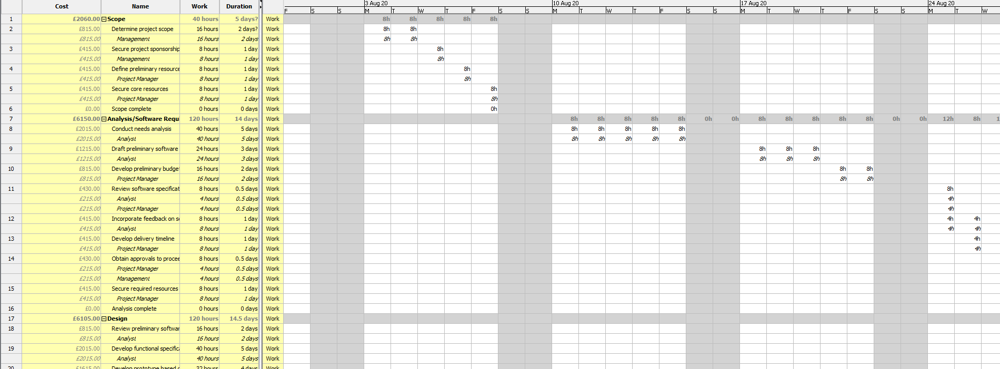 Cost Name Work Duration 3 Aug 20 10 Aug 20 17 Aug 20 24 Aug 20
F S S M T W T F S S M T W T F S S M T W T F S S M T W
1 £2060.00 Scope 40 hours 5 days? Work 8h 8h 8h 8h 8h
2 £815.00 Determine project scope 16 hours 2 days? Work 8h 8h
£815.00 Management 16 hours 2 days Work 8h 8h
3 £415.00 Secure project sponsorship 8 hours 1 day Work 8h
£415.00 Management 8 hours 1 day Work 8h
4 £415.00 Define preliminary resource 8 hours 1 day Work 8h
£415.00 Project Manager 8 hours 1 day Work 8h
5 £415.00 Secure core resources 8 hours 1 day Work 8h
£415.00 Project Manager 8 hours 1 day Work 8h
6 £0.00 Scope complete 0 hours 0 days Work 0h
7 £6150.00 Analysis/Software Requi 120 hours 14 days Work 8h 8h 8h 8h 8h 0h 0h 8h 8h 8h 8h 8h 0h 0h 12h 8h 1
8 £2015.00 Conduct needs analysis 40 hours 5 days Work 8h 8h 8h 8h 8h
£2015.00 Analyst 40 hours 5 days Work 8h 8h 8h 8h 8h
9 £1215.00 Draft preliminary software 24 hours 3 days Work 8h 8h 8h
£1215.00 Analyst 24 hours 3 days Work 8h 8h 8h
10 £815.00 Develop preliminary budge 16 hours 2 days Work 8h 8h
£815.00 Project Manager 16 hours 2 days Work 8h 8h
11 £430.00 Review software specificat 8 hours 0.5 days Work 8h
£215.00 Analyst 4 hours 0.5 days Work 4h
£215.00 Project Manager 4 hours 0.5 days Work 4h
12 £415.00 Incorporate feedback on s 8 hours 1 day Work 4h 4h
£415.00 Analyst 8 hours 1 day Work 4h 4h
13 £415.00 Develop delivery timeline 8 hours 1 day Work 4h
£415.00 Project Manager 8 hours 1 day Work 4h
14 £430.00 Obtain approvals to procee 8 hours 0.5 days Work
£215.00 Project Manager 4 hours 0.5 days Work
£215.00 Management 4 hours 0.5 days Work
15 £415.00 Secure required resources 8 hours 1 day Work
£415.00 Project Manager 8 hours 1 day Work
16 £0.00 Analysis complete 0 hours 0 days Work
17 £6105.00 Design 120 hours 14.5 days Work
18 £815.00 Review preliminary softwar 16 hours 2 days Work
£815.00 Analyst 16 hours 2 days Work
19 £2015.00 Develop functional specific 40 hours 5 days Work
£2015.00 Analyst 40 hours 5 days Work
20 £1615.00 Develop prototype based 32 hours 4 days Work